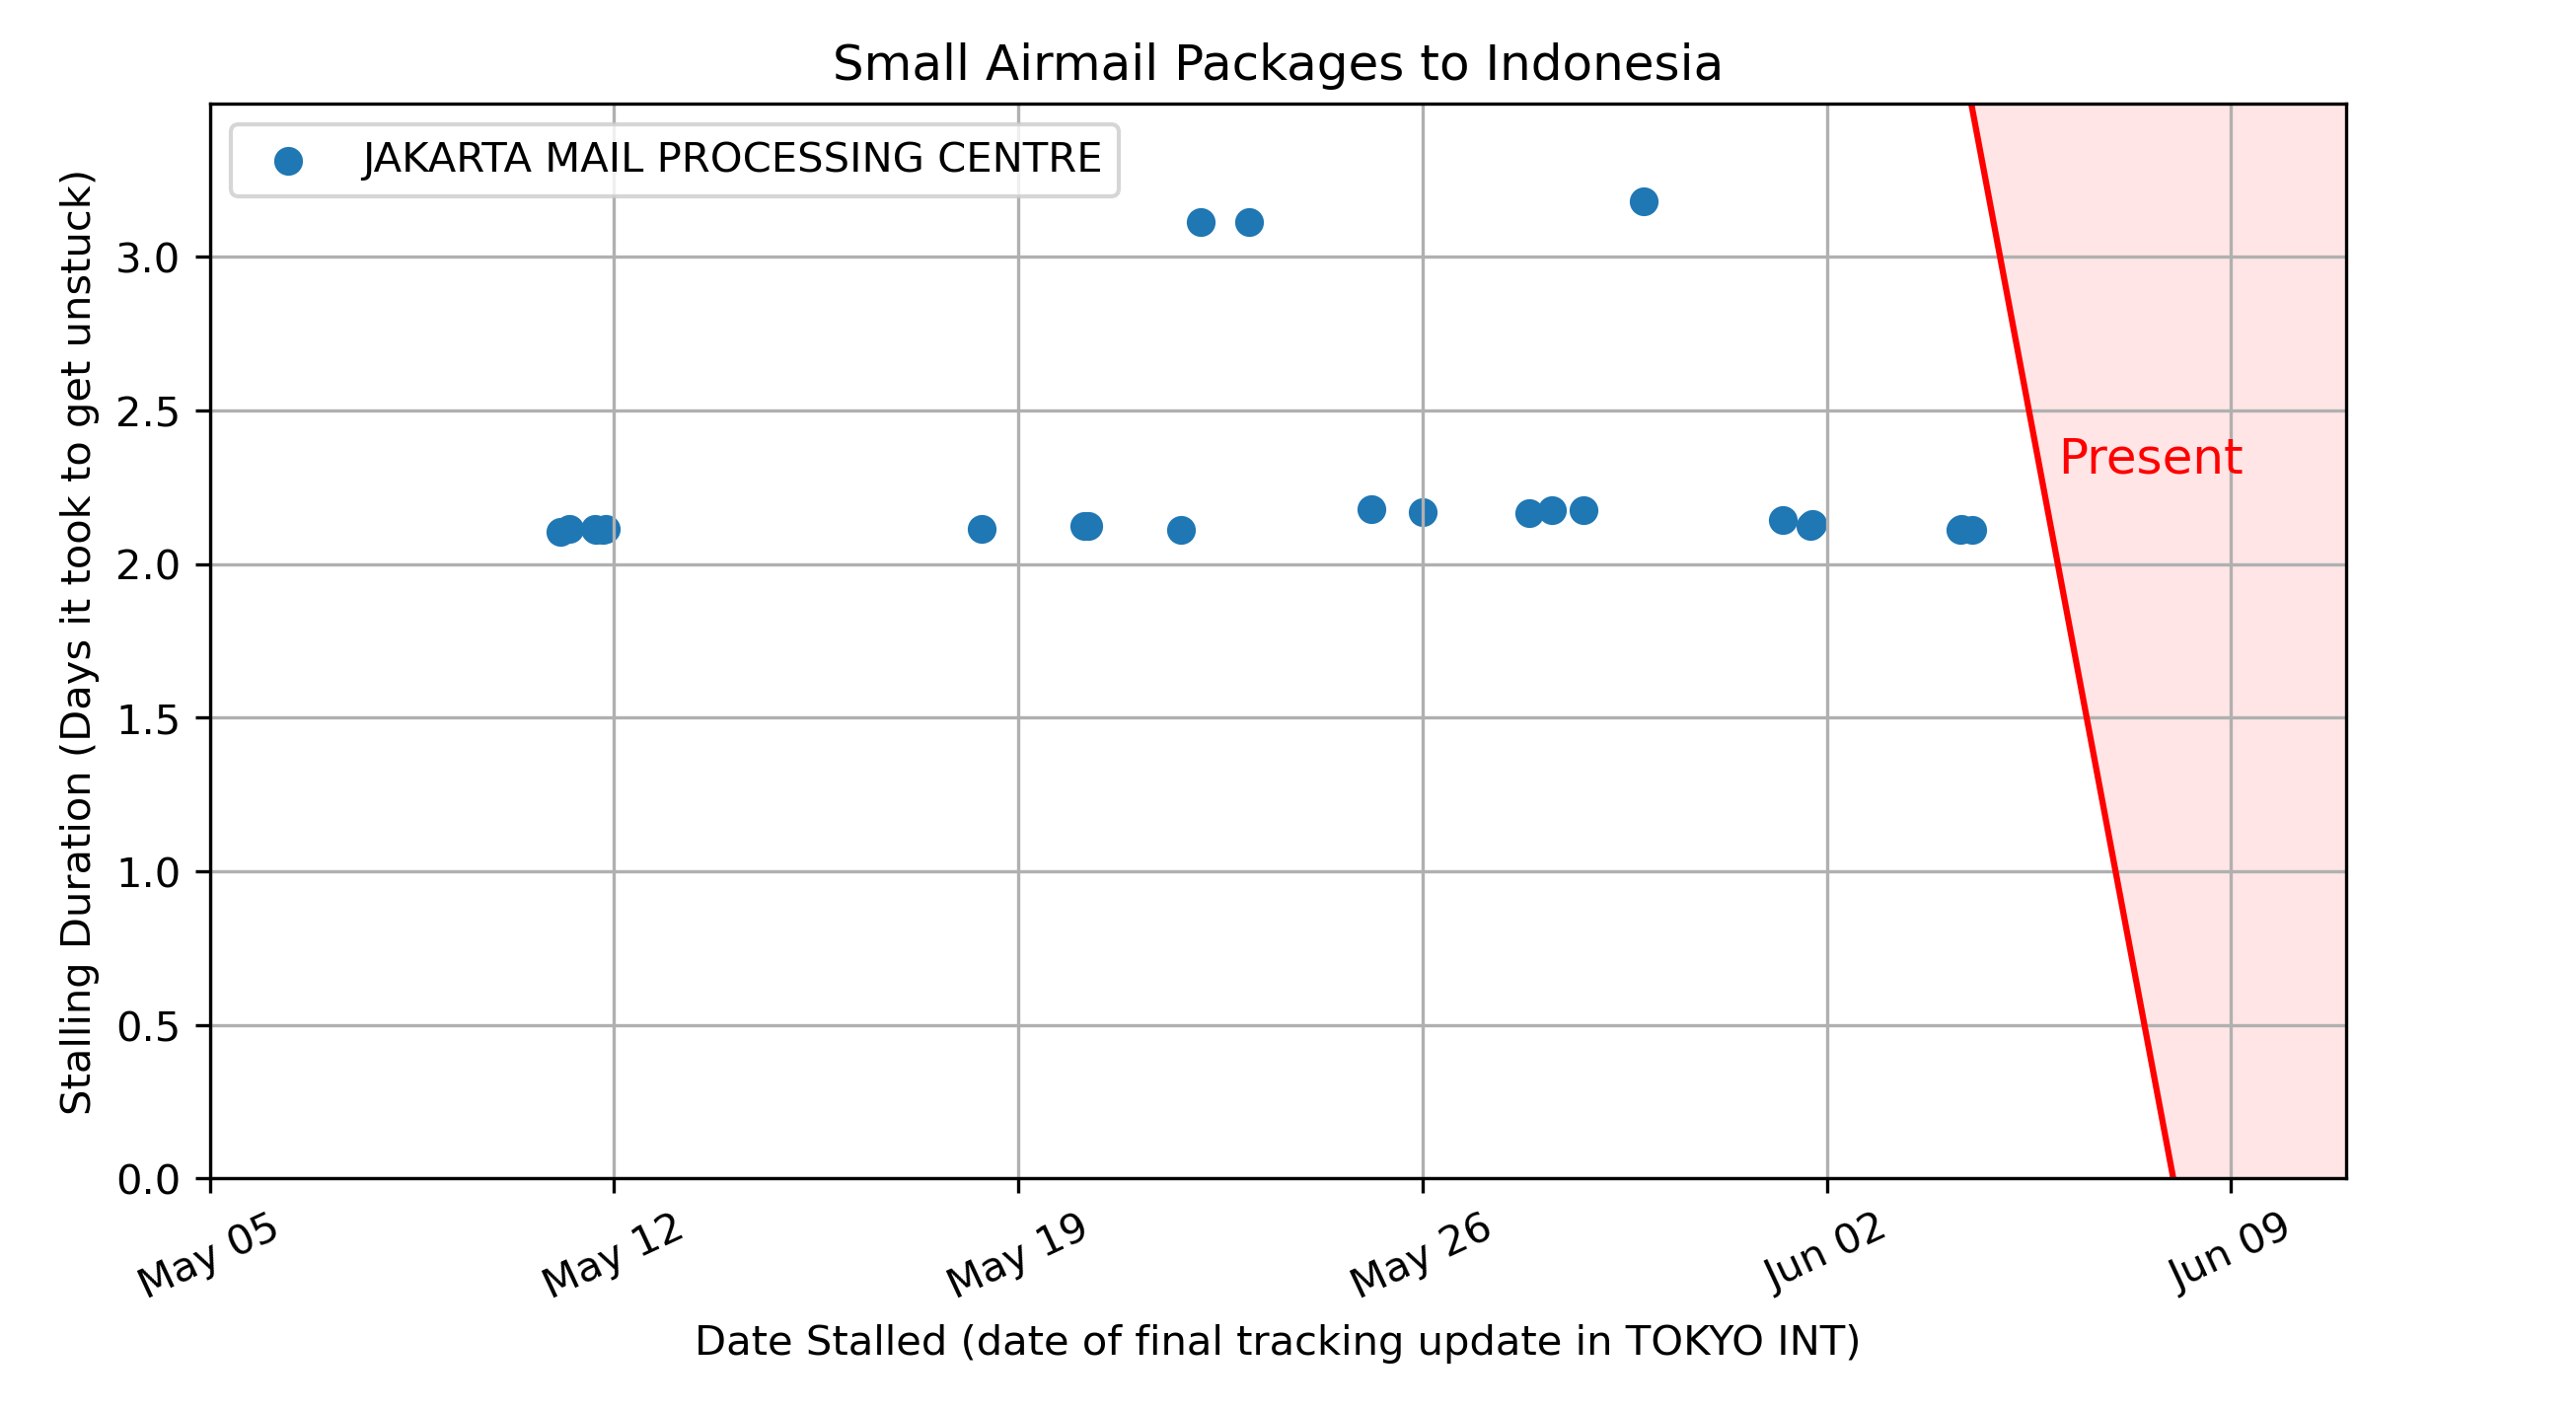 Small Airmail Packages to Indonesia
JAKARTA MAIL PROCESSING CENTRE
Stalling Duration (Days it took to get unstuck)
3.0
2.5
2.0
1.5
1.0
0.5
0.0
Present
May 05
May 12
May 19
May 26
Jun 02
Jun 09
Date Stalled (date of final tracking update in TOKYO INT)